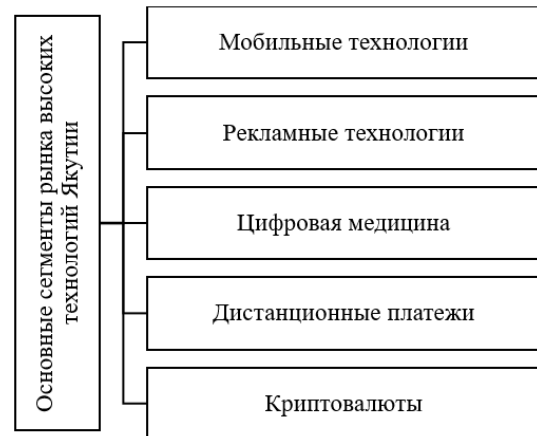 Основные сегменты рынка высоких
технологий Якутии
Мобильные технологии
Рекламные технологии
Цифровая медицина
Дистанционные платежи
Криптовалюты